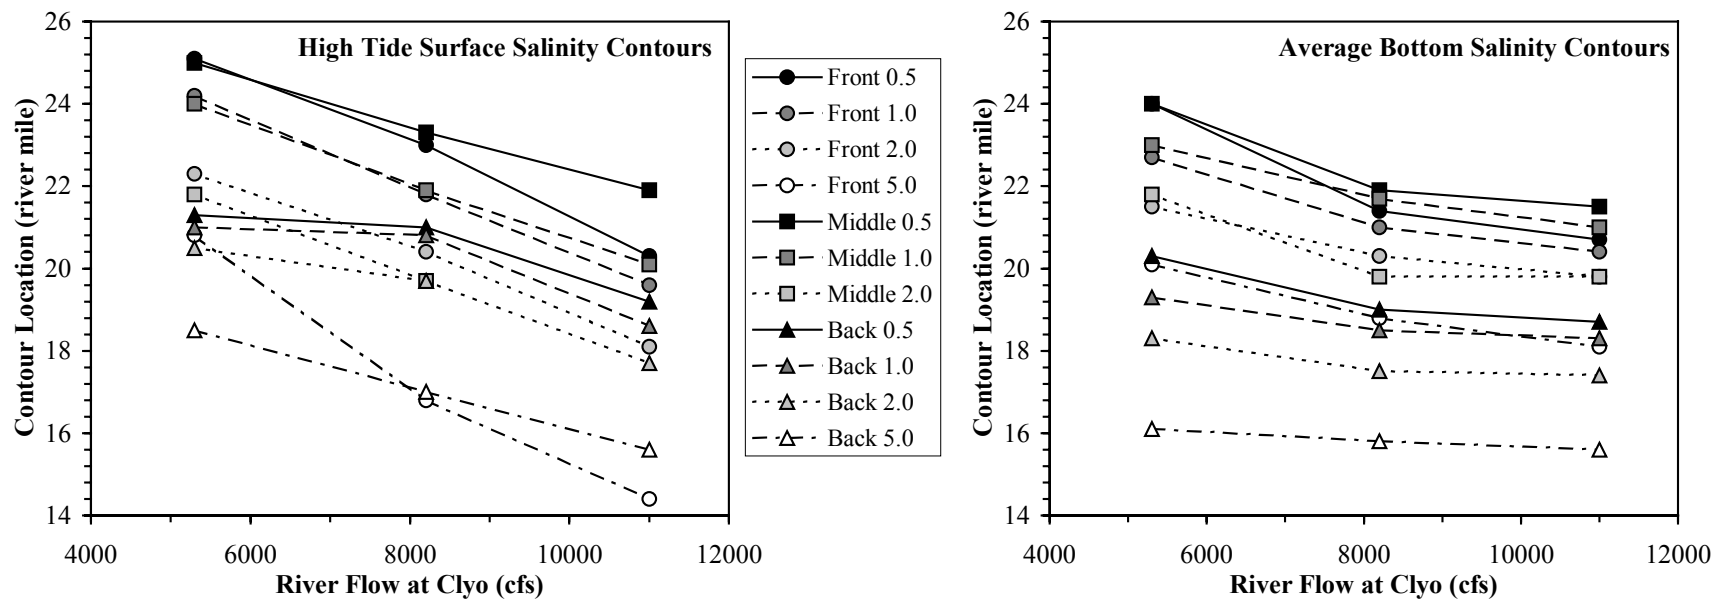 High Tide Surface Salinity Contours
Contour Location (river mile)
26
24
22
20
18
16
14
4000 6000 8000 10000 12000
River Flow at Clyo (cfs)
Front 0.5
Front 1.0
Front 2.0
Front 5.0
Middle 0.5
Middle 1.0
Middle 2.0
Back 0.5
Back 1.0
Back 2.0
Back 5.0
Average Bottom Salinity Contours
Contour Location (river mile)
26
24
22
20
18
16
14
4000 6000 8000 10000 12000
River Flow at Clyo (cfs)